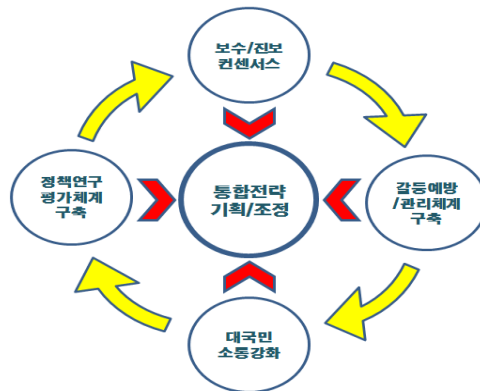 보수/진보
컨센서스
정책연구
평가체계
구축
통합전략
기획/조정
갈등예방
/관리체계
구축
대국민
소통강화